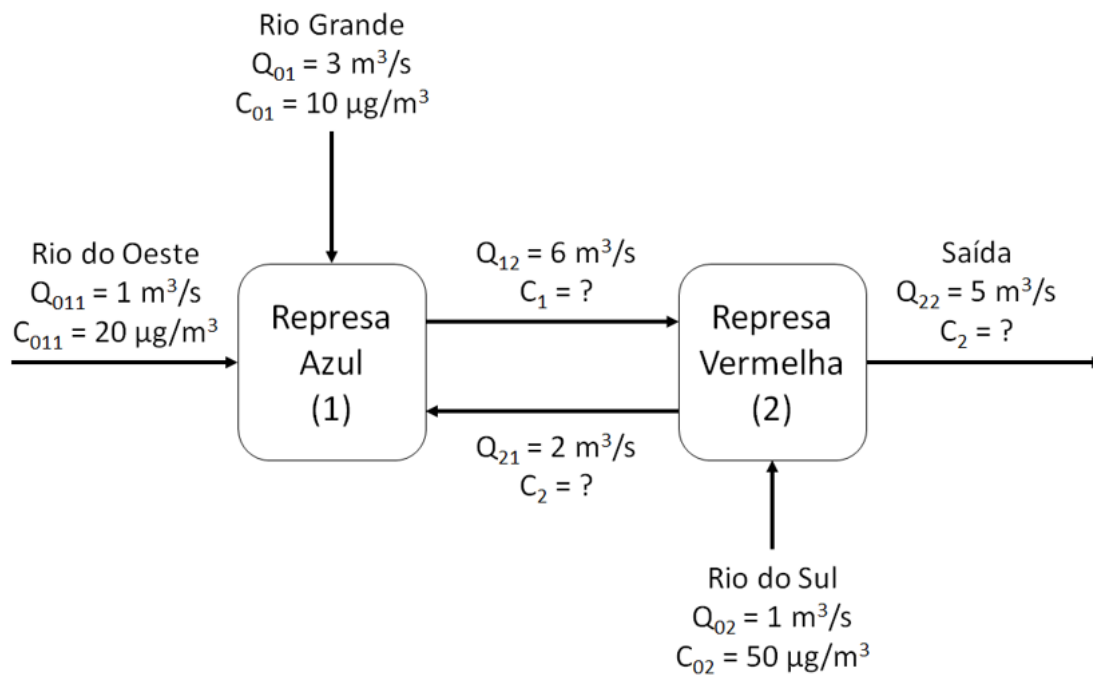 Rio Grande
Q₀₁ = 3 m³/s
C₀₁ = 10 μg/m³
Rio do Oeste
Q₀₁₁ = 1 m³/s
C₀₁₁ = 20 μg/m³
Represa
Azul
(1)
Q₁₂ = 6 m³/s
C₁ = ?
Q₂₁ = 2 m³/s
C₂ = ?
Represa
Vermelha
(2)
Saída
Q₂₂ = 5 m³/s
C₂ = ?
Rio do Sul
Q₀₂ = 1 m³/s
C₀₂ = 50 μg/m³